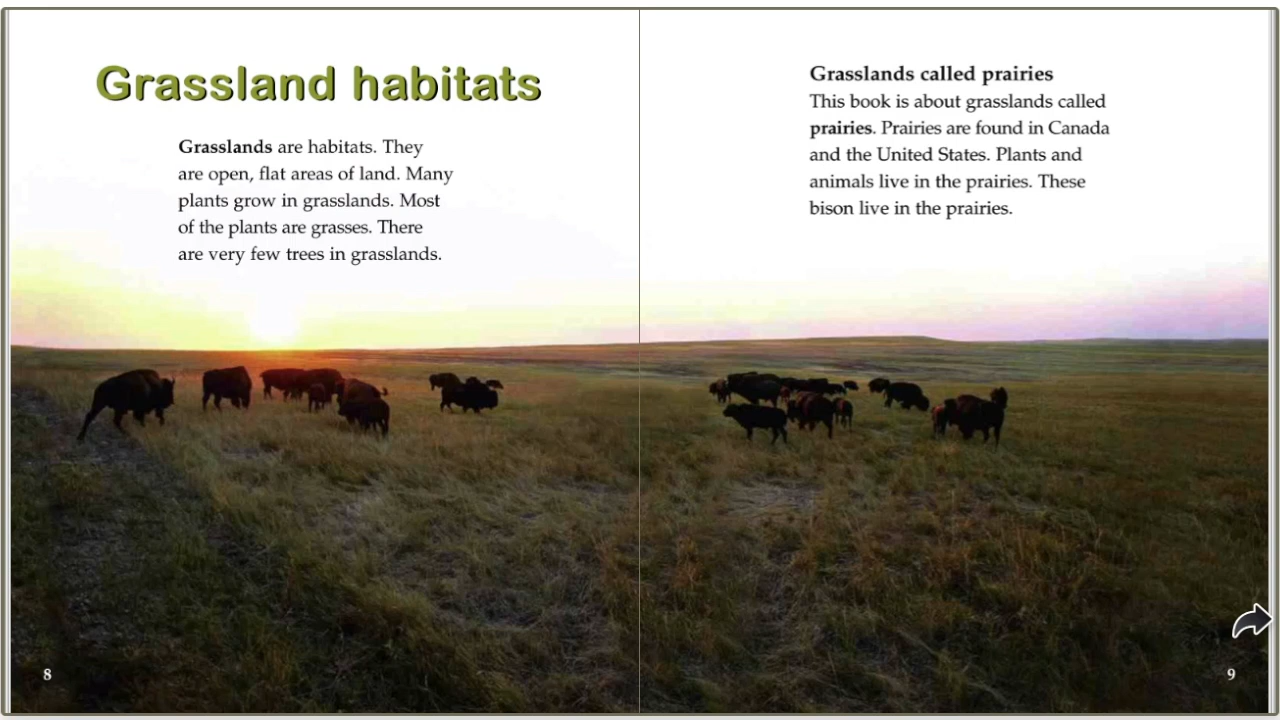 Grassland habitats
Grasslands are habitats. They
are open, flat areas of land. Many
plants grow in grasslands. Most
of the plants are grasses. There
are very few trees in grasslands.
8
Grasslands called prairies
This book is about grasslands called
prairies. Prairies are found in Canada
and the United States. Plants and
animals live in the prairies. These
bison live in the prairies.
9